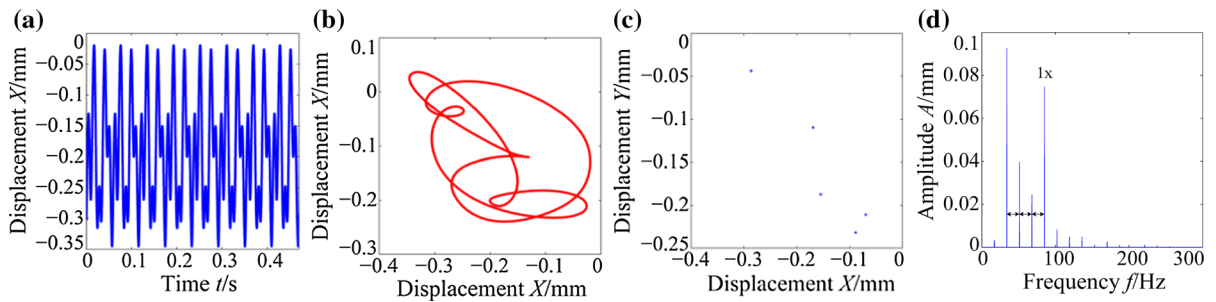 (a)
Displacement X/mm
0
−0.05
−0.1
−0.15
−0.2
−0.25
−0.3
−0.35
0 0.1 0.2 0.3 0.4
Time t/s
(b)
Displacement X/mm
0.1
0
−0.1
−0.2
−0.3
−0.4 −0.3 −0.2 −0.1 0
Displacement X/mm
(c)
Displacement Y/mm
0
−0.05
−0.1
−0.15
−0.2
−0.25
−0.4 −0.3 −0.2 −0.1 0
Displacement X/mm
(d)
Amplitude A/mm
0.1
0.08
0.06
0.04
0.02
0
1x
0 100 200 300
Frequency f/Hz